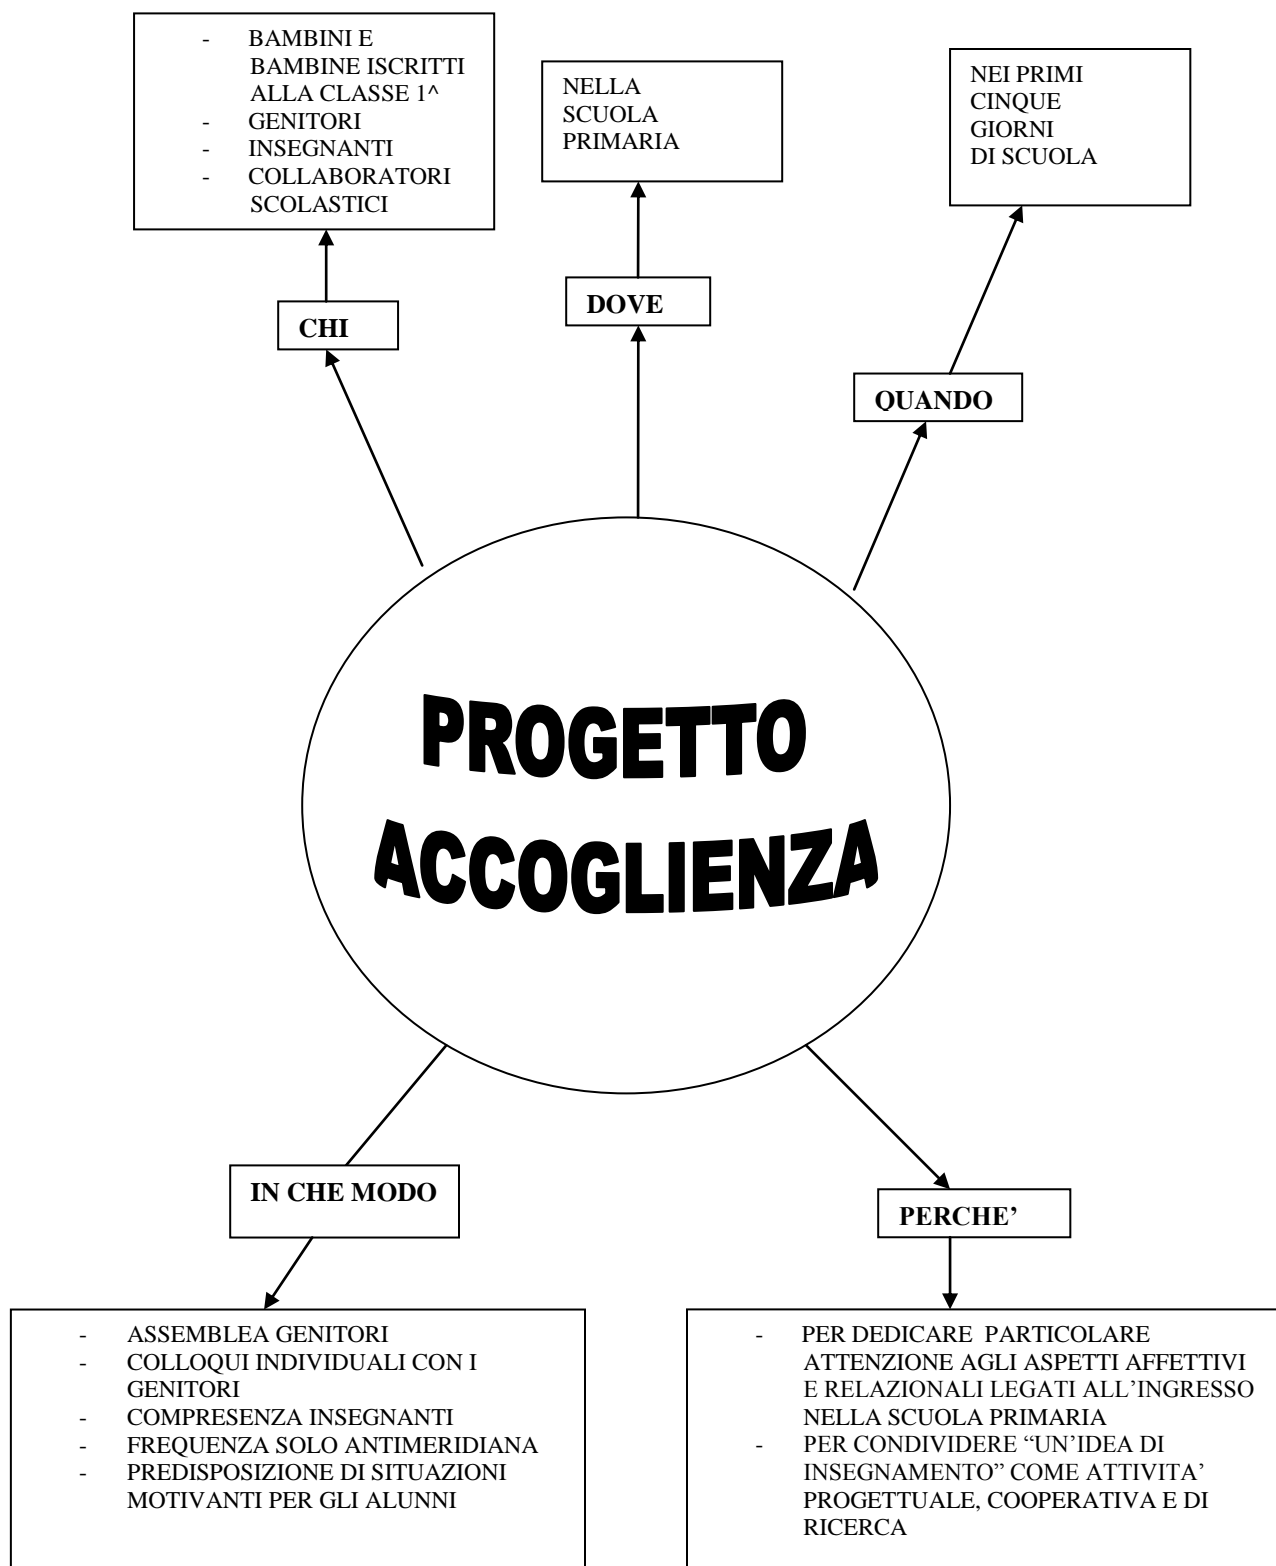 - BAMBINI E
BAMBINE ISCRITTI
ALLA CLASSE 1^
- GENITORI
- INSEGNANTI
- COLLABORATORI
SCOLASTICI
NELLA
SCUOLA
PRIMARIA
NEI PRIMI
CINQUE
GIORNI
DI SCUOLA
CHI
DOVE
QUANDO
PROGETTO
ACCOGLIENZA
IN CHE MODO
PERCHE’
- ASSEMBLEA GENITORI
- COLLOQUI INDIVIDUALI CON I
GENITORI
- COMPRESENZA INSEGNANTI
- FREQUENZA SOLO ANTIMERIDIANA
- PREDISPOSIZIONE DI SITUAZIONI
MOTIVANTI PER GLI ALUNNI
- PER DEDICARE PARTICOLARE
ATTENZIONE AGLI ASPETTI AFFETTIVI
E RELAZIONALI LEGATI ALL’INGRESSO
NELLA SCUOLA PRIMARIA
- PER CONDIVIDERE “UN’IDEA DI
INSEGNAMENTO” COME ATTIVITA’
PROGETTUALE, COOPERATIVA E DI
RICERCA